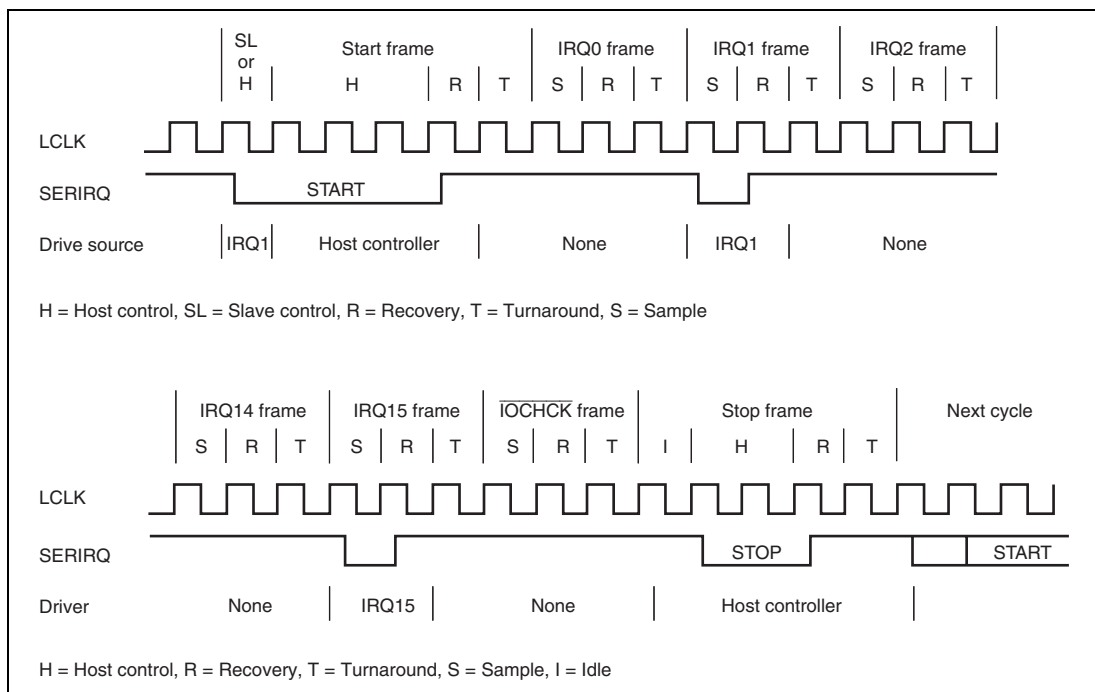 SL
or
H
Start frame
H R T
IRQ0 frame
S R T
IRQ1 frame
S R T
IRQ2 frame
S R T
LCLK
SERIRQ START
Drive source IRQ1 Host controller None IRQ1 None
H = Host control, SL = Slave control, R = Recovery, T = Turnaround, S = Sample
IRQ14 frame IRQ15 frame IOCHCK frame Stop frame Next cycle
S R T S R T S R T I H R T
LCLK
SERIRQ STOP START
Driver None IRQ15 None Host controller
H = Host control, R = Recovery, T = Turnaround, S = Sample, I = Idle